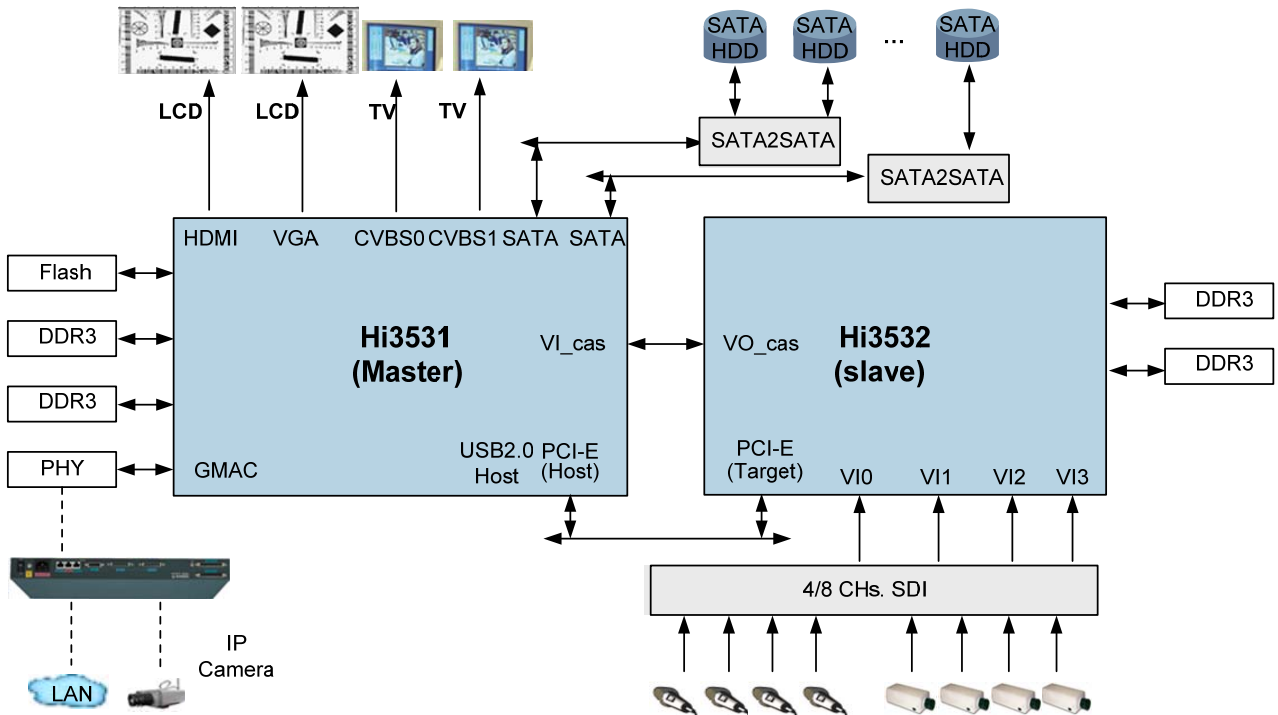 SATA
HDD
SATA
HDD
...
SATA
HDD
LCD
LCD
TV
TV
SATA2SATA
SATA2SATA
HDMI
VGA
CVBS0
CVBS1
SATA
SATA
Flash
DDR3
DDR3
PHY
Hi3531
(Master)
VI_cas
GMAC
USB2.0
Host
PCI-E
(Host)
VO_cas
Hi3532
(slave)
PCI-E
(Target)
VI0
VI1
VI2
VI3
DDR3
DDR3
4/8 CHs. SDI
IP
Camera
LAN